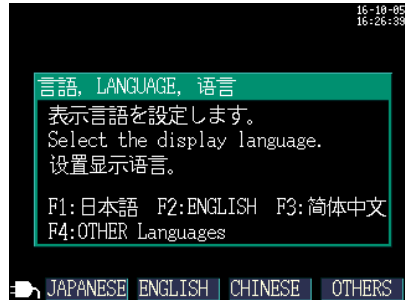 16-10-05
16:26:39
言語, LANGUAGE, 语言
表示言語を設定します。
Select the display language.
设置显示语言。
F1:日本語 F2:ENGLISH F3:简体中文
F4:OTHER Languages
JAPANESE ENGLISH CHINESE OTHERS